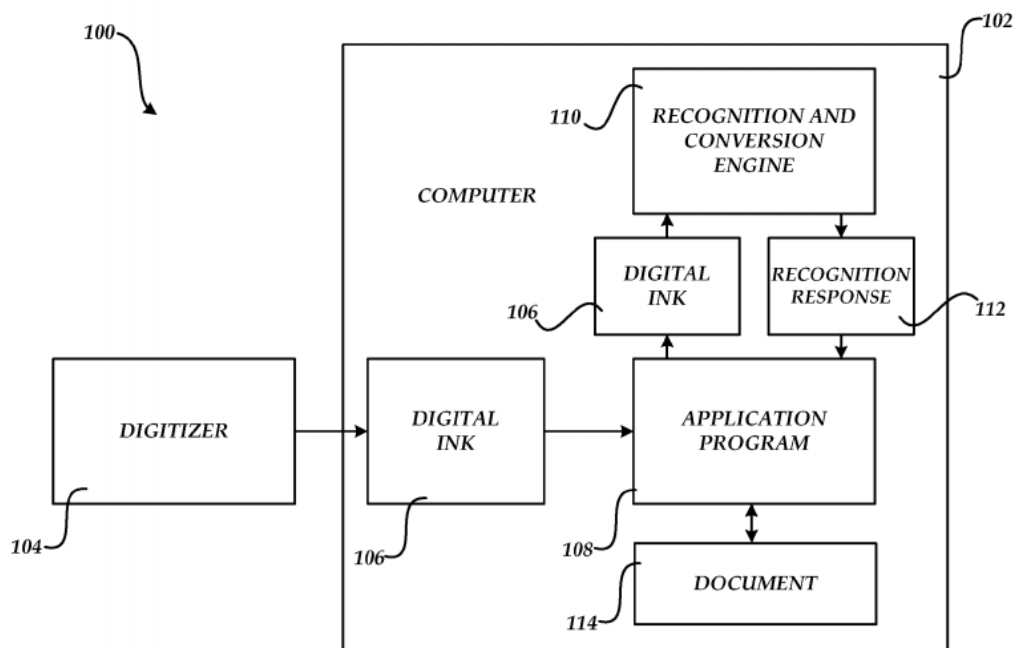 100
102
110
RECOGNITION AND
CONVERSION
ENGINE
COMPUTER
106
DIGITAL
INK
RECOGNITION
RESPONSE
112
DIGITIZER
DIGITAL
INK
APPLICATION
PROGRAM
104
106
108
DOCUMENT
114